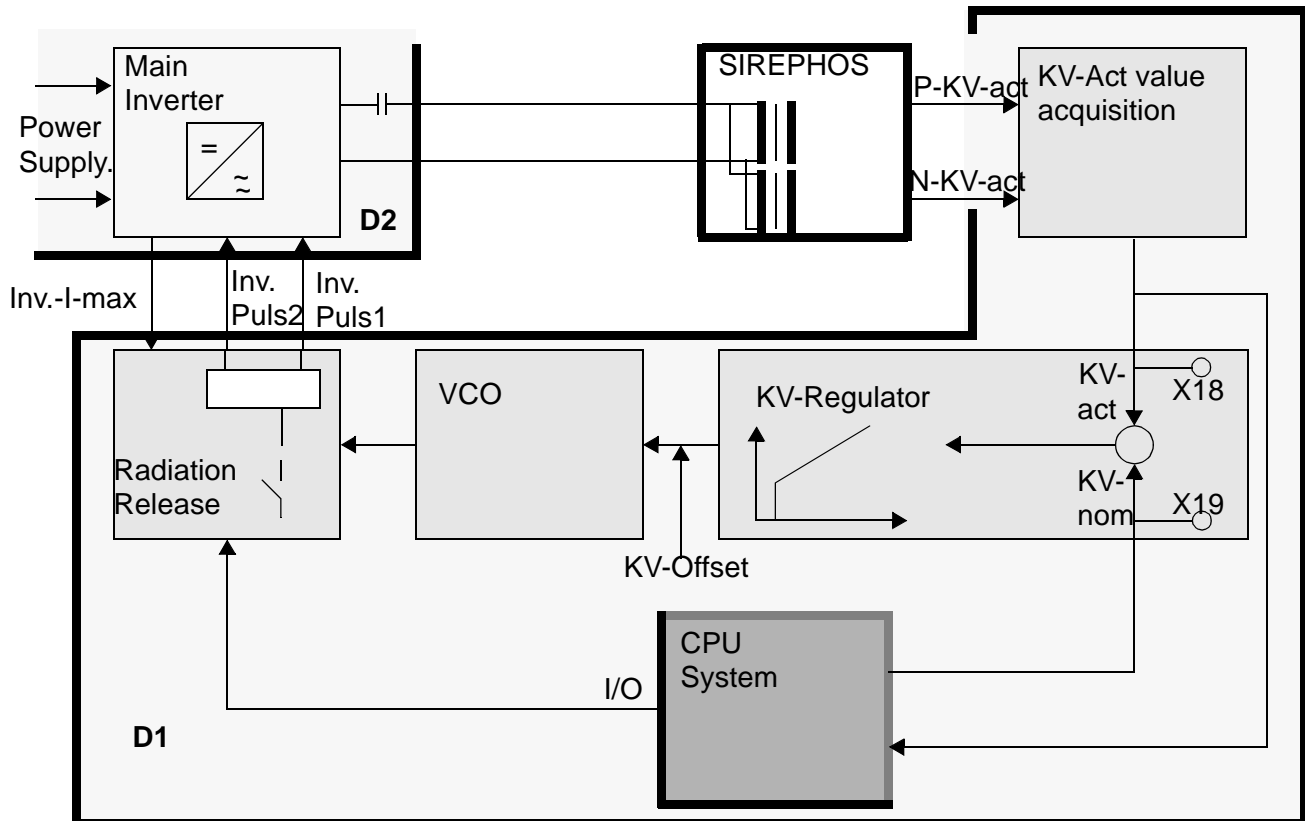 Main
Inverter
=
~
~
Power
Supply.
D2
SIREPHOS
P-KV-act
N-KV-act
KV-Act value
acquisition
Inv.-I-max
Inv.
Puls2
Inv.
Puls1
Radiation
Release
VCO
KV-Regulator
KV-
act
X18
KV-
nom
X19
KV-Offset
CPU
System
I/O
D1